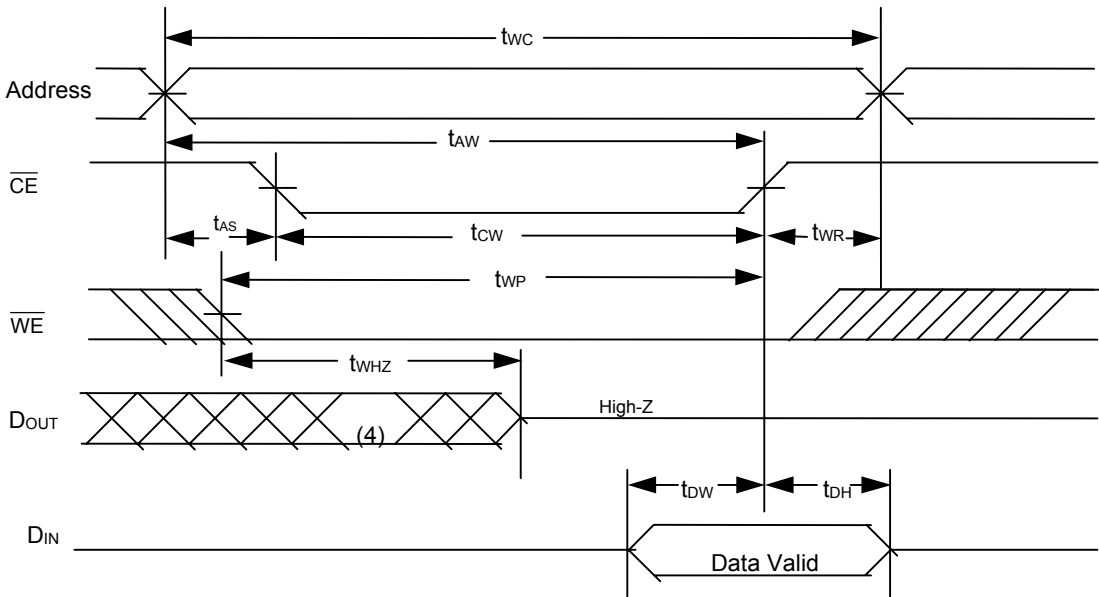 tWC
Address
tAW
CE
tAS
tCW
tWR
tWP
WE
tWHZ
DOUT
(4)
High-Z
tDW
tDH
DIN
Data Valid